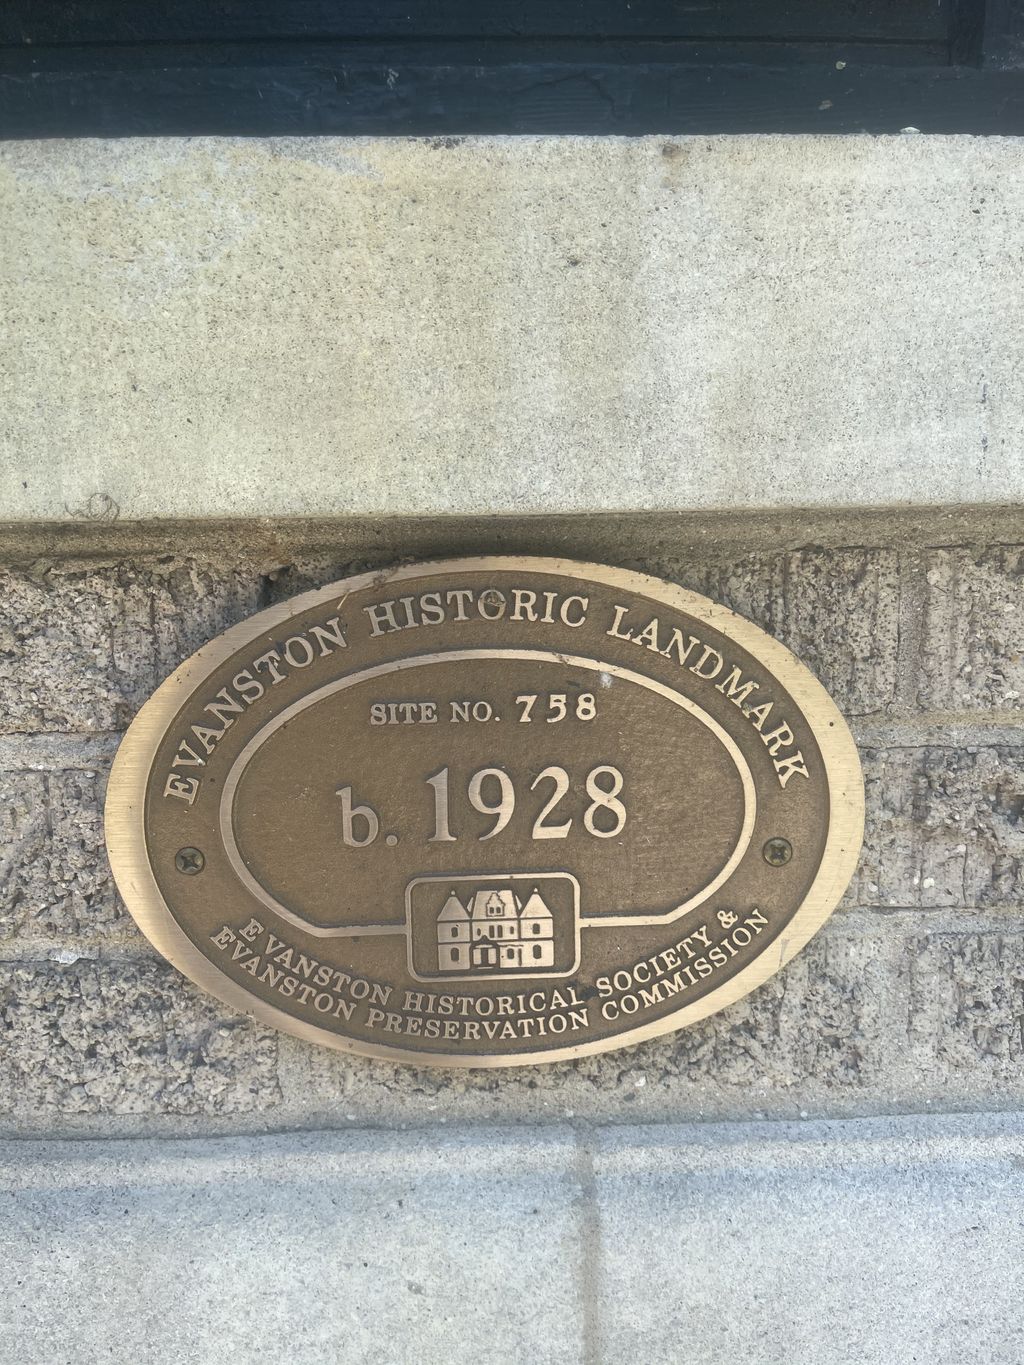 EVANSTON HISTORIC LANDMARK
SITE NO. 758
b. 1928
EVANSTON HISTORICAL SOCIETY &
EVANSTON PRESERVATION COMMISSION